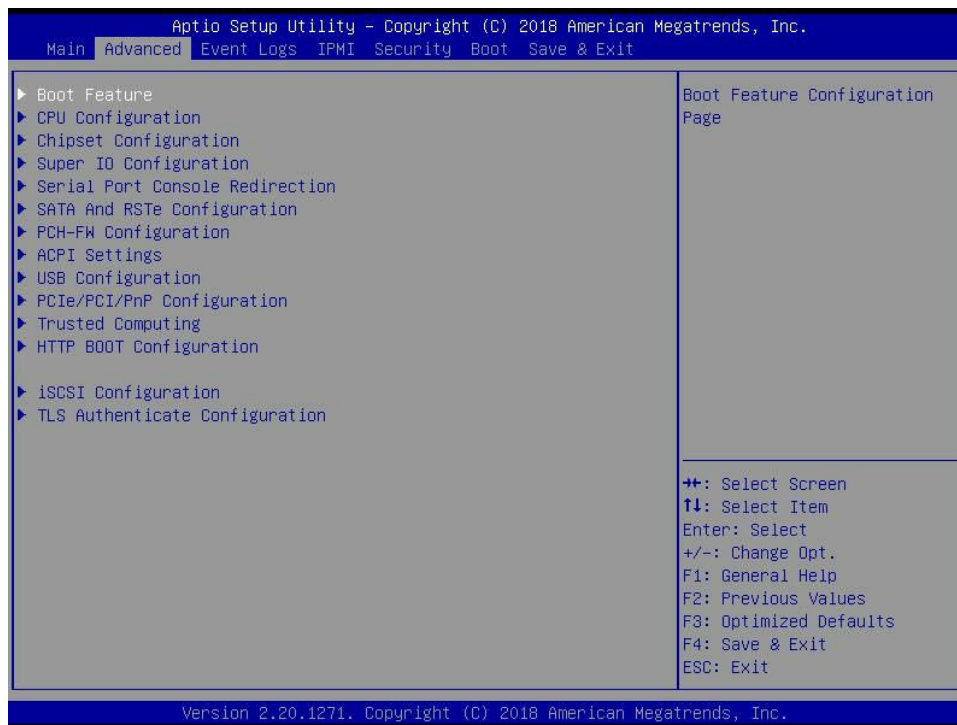 Aptio Setup Utility – Copyright (C) 2018 American Megatrends, Inc.
Main Advanced Event Logs IPMI Security Boot Save & Exit
Boot Feature
CPU Configuration
Chipset Configuration
Super IO Configuration
Serial Port Console Redirection
SATA And RSTe Configuration
PCH-FW Configuration
ACPI Settings
USB Configuration
PCIe/PCI/PnP Configuration
Trusted Computing
HTTP BOOT Configuration
iSCSI Configuration
TLS Authenticate Configuration
Boot Feature Configuration
Page
→←: Select Screen
↑↓: Select Item
Enter: Select
+/-: Change Opt.
F1: General Help
F2: Previous Values
F3: Optimized Defaults
F4: Save & Exit
ESC: Exit
Version 2.20.1271. Copyright (C) 2018 American Megatrends, Inc.